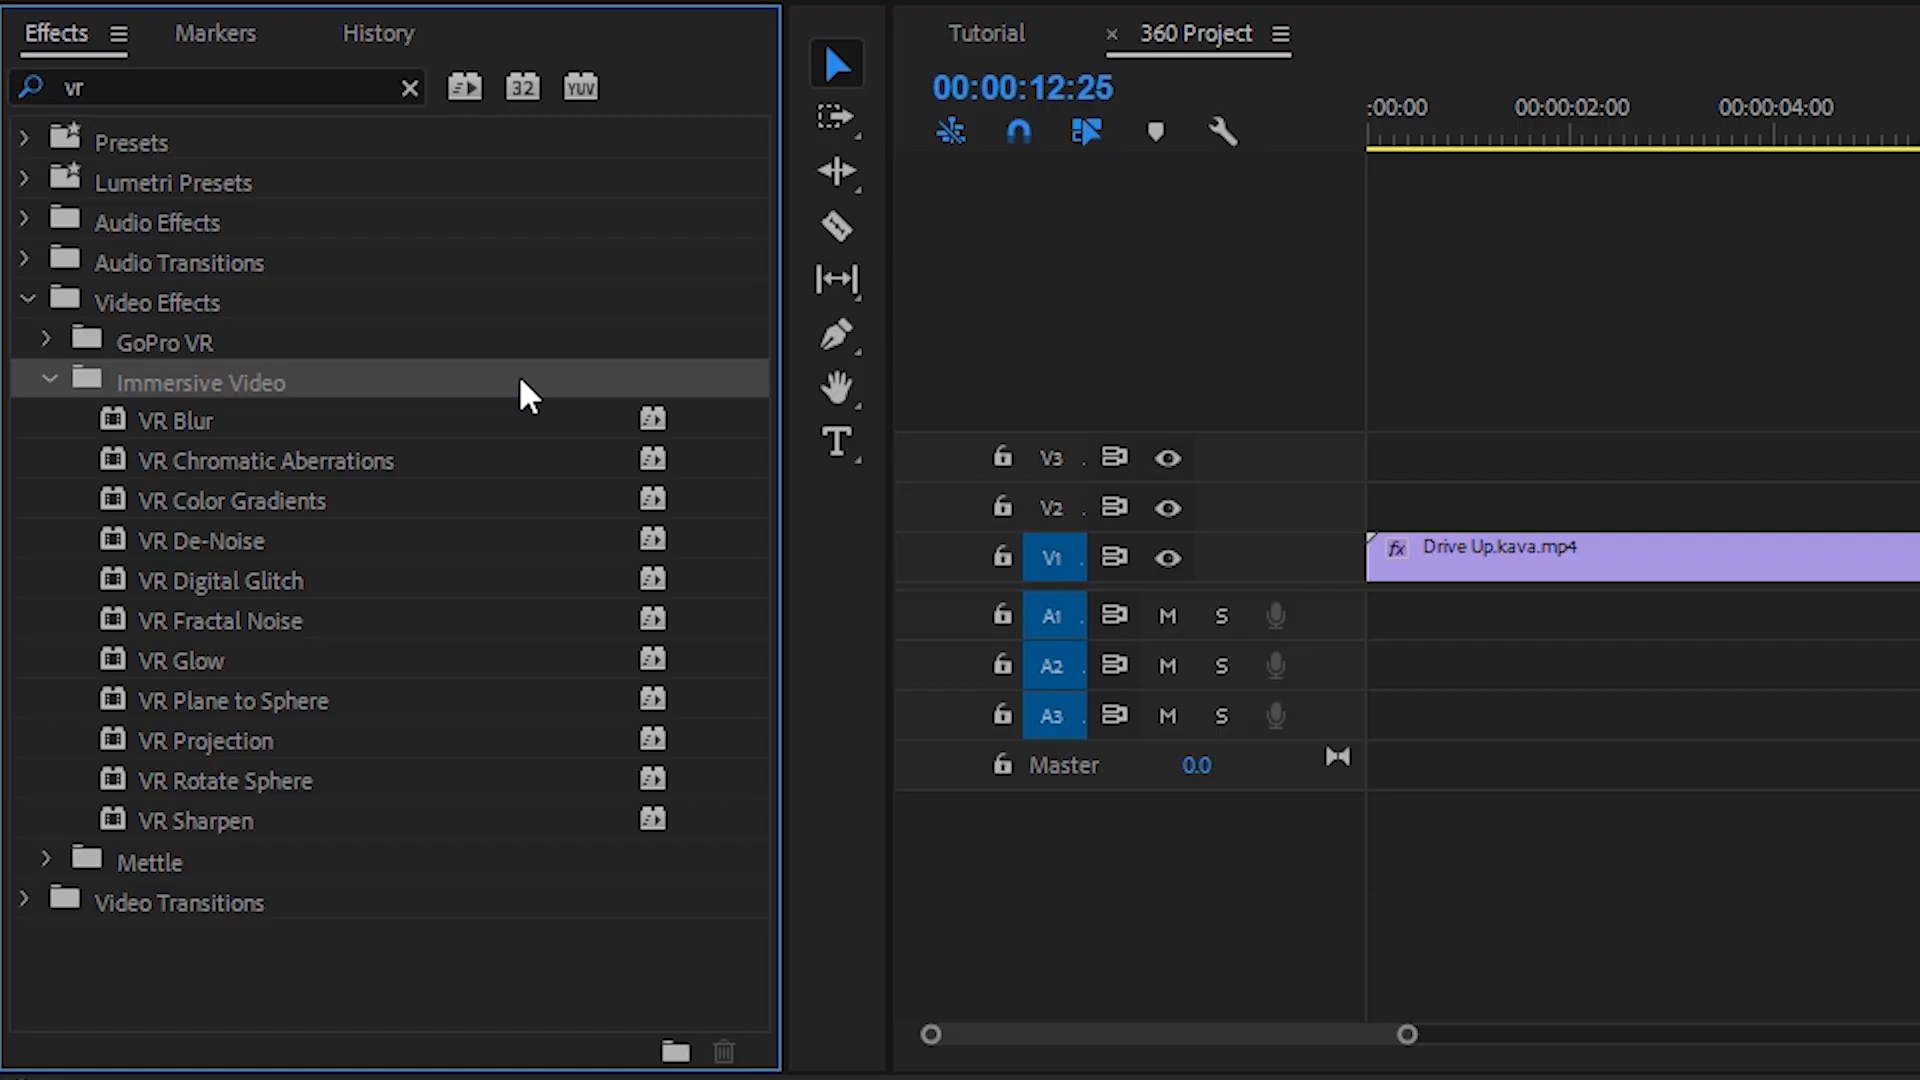 Effects
Markers
History
vr
32
YUV
Presets
Lumetri Presets
Audio Effects
Audio Transitions
Video Effects
GoPro VR
Immersive Video
VR Blur
VR Chromatic Aberrations
VR Color Gradients
VR De-Noise
VR Digital Glitch
VR Fractal Noise
VR Glow
VR Plane to Sphere
VR Projection
VR Rotate Sphere
VR Sharpen
Mettle
Video Transitions
Tutorial
× 360 Project
00:00:12:25
:00:00 00:00:02:00 00:00:04:00
V3
V2
V1
fx Drive Up.kava.mp4
A1 M S
A2 M S
A3 M S
Master 0.0